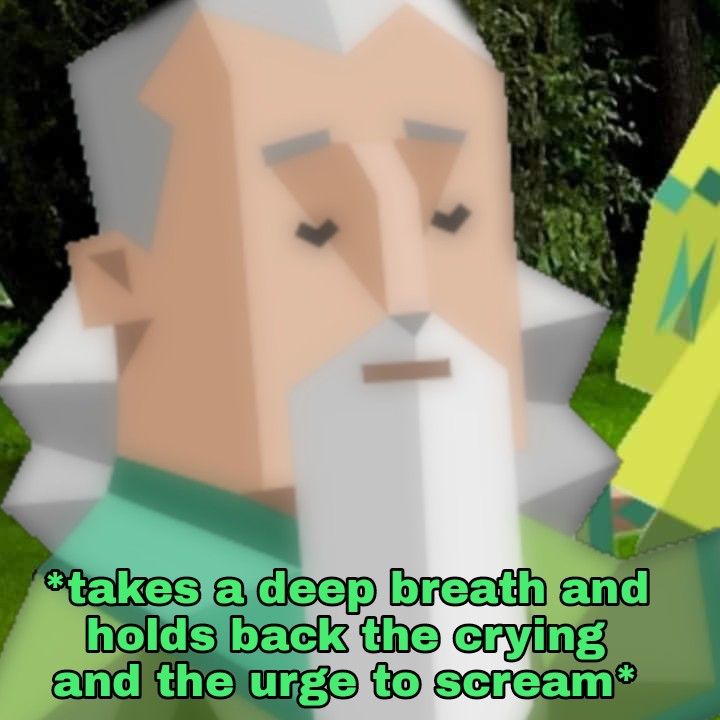 *takes a deep breath and
holds back the crying
and the urge to scream*